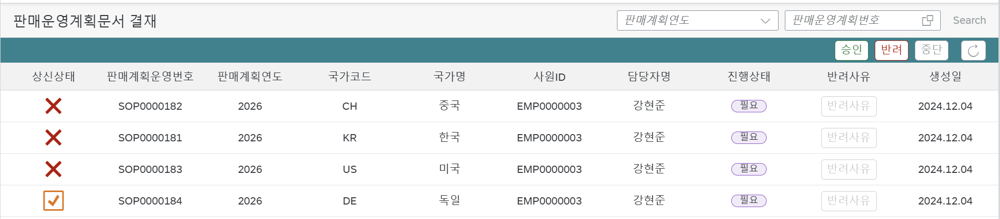 판매운영계획문서 결재 판매계획연도 판매운영계획번호 Search
승인 반려 중단
상신상태 판매계획운영번호 판매계획연도 국가코드 국가명 사원ID 담당자명 진행상태 반려사유 생성일
SOP0000182 2026 CH 중국 EMP0000003 강현준 필요 반려사유 2024.12.04
SOP0000181 2026 KR 한국 EMP0000003 강현준 필요 반려사유 2024.12.04
SOP0000183 2026 US 미국 EMP0000003 강현준 필요 반려사유 2024.12.04
SOP0000184 2026 DE 독일 EMP0000003 강현준 필요 반려사유 2024.12.04